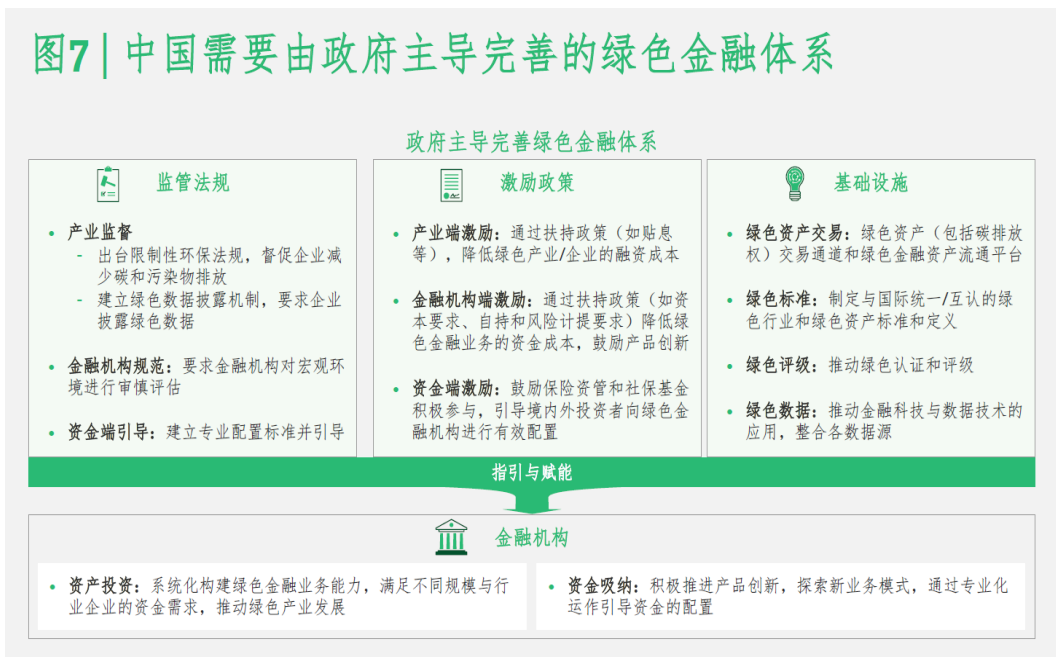 图7|中国需要由政府主导完善的绿色金融体系
政府主导完善绿色金融体系
监管法规
• 产业监督
- 出台限制性环保法规，督促企业减
少碳和污染物排放
- 建立绿色数据披露机制，要求企业
披露绿色数据
• 金融机构规范：要求金融机构对宏观环
境进行审慎评估
• 资金端引导：建立专业配置标准并引导
激励政策
• 产业端激励：通过扶持政策（如贴息
等），降低绿色产业/企业的融资成本
• 金融机构端激励：通过扶持政策（如资
本要求、自持和风险计提要求）降低绿
色金融业务的资金成本，鼓励产品创新
• 资金端激励：鼓励保险资管和社保基金
积极参与，引导境内外投资者向绿色金
融机构进行有效配置
基础设施
• 绿色资产交易：绿色资产（包括碳排放
权）交易通道和绿色金融资产流通平台
• 绿色标准：制定与国际统一/互认的绿
色行业和绿色资产标准和定义
• 绿色评级：推动绿色认证和评级
• 绿色数据：推动金融科技与数据技术的
应用，整合各数据源
指引与赋能
金融机构
• 资产投资：系统化构建绿色金融业务能力，满足不同规模与行
业企业的资金需求，推动绿色产业发展
• 资金吸纳：积极推进产品创新，探索新业务模式，通过专业化
运作引导资金的配置